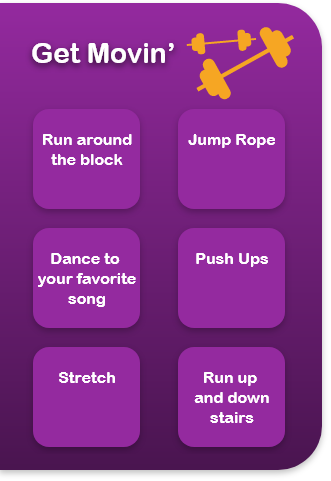 Get Movin’
Run around
the block
Jump Rope
Dance to
your favorite
song
Push Ups
Stretch
Run up
and down
stairs